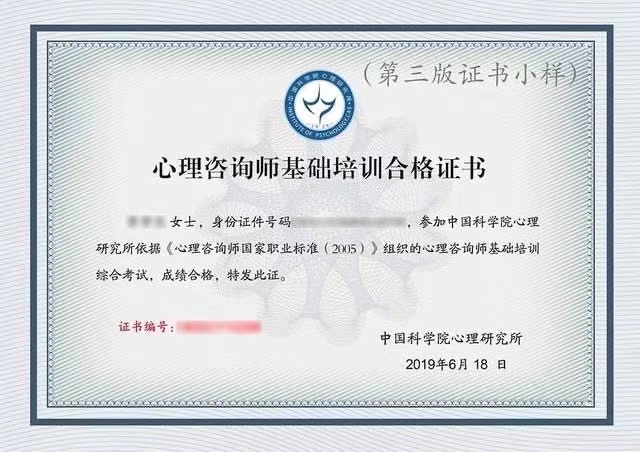 （第三版证书小样）
中国科学院心理研究所
INSTITUTE OF PSYCHOLOGY,CAS
心理咨询师基础培训合格证书
女士，身份证件号码 ，参加中国科学院心理
研究所依据《心理咨询师国家职业标准（2005）》组织的心理咨询师基础培训
综合考试，成绩合格，特发此证。
证书编号：
中国科学院心理研究所
2019年6月 18 日